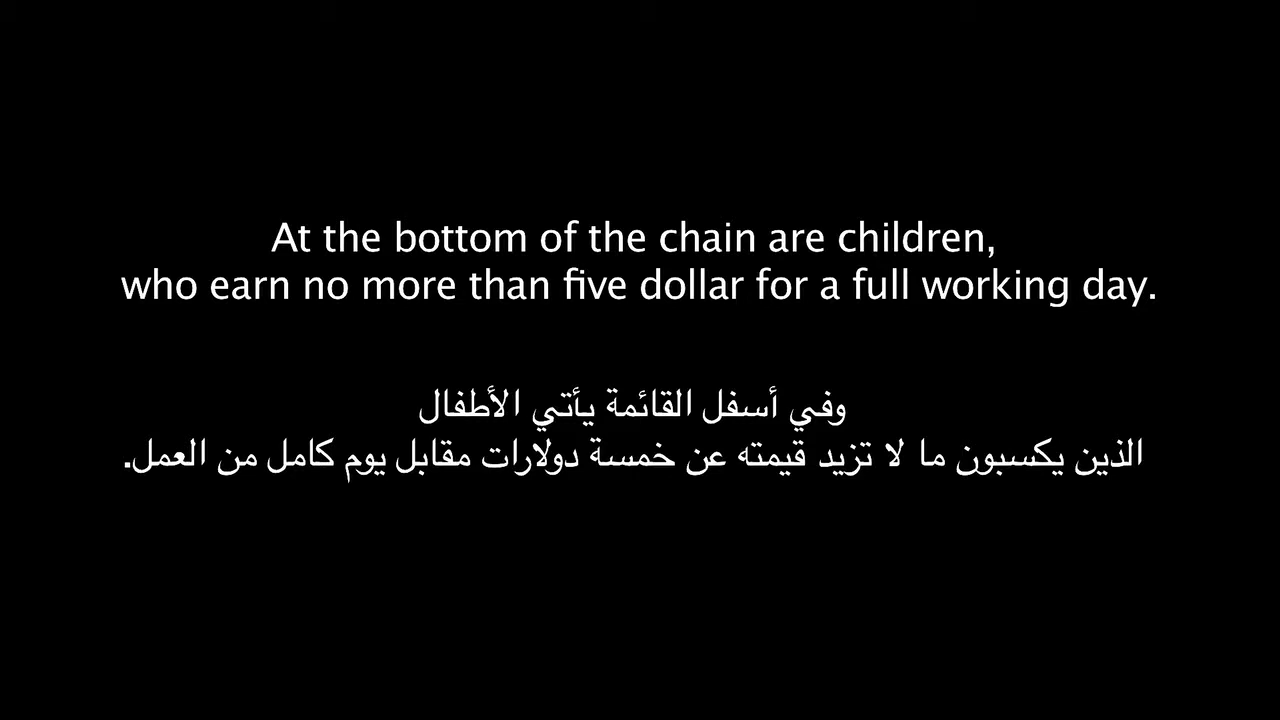 At the bottom of the chain are children,
who earn no more than five dollar for a full working day.
وفي أسفل القائمة يأتي الأطفال
الذين يكسبون ما لا تزيد قيمته عن خمسة دولارات مقابل يوم كامل من العمل.